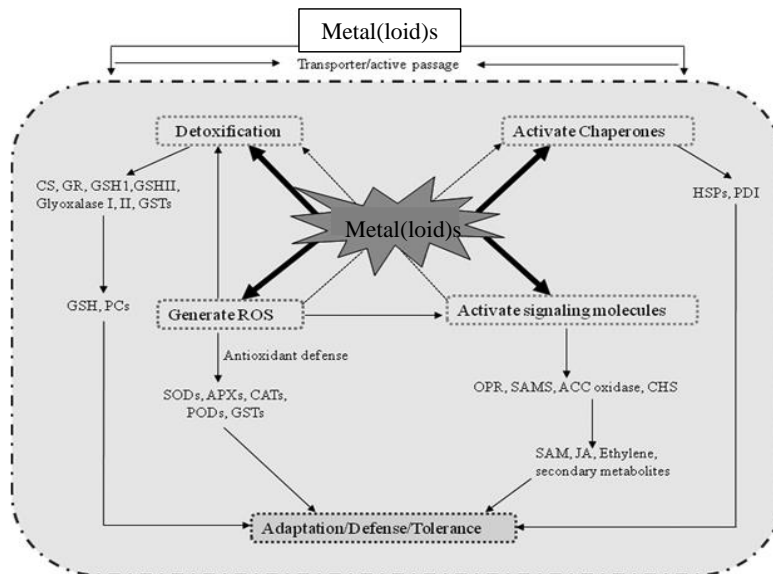 Metal(loid)s
Transporter/active passage
Detoxification
Activate Chaperones
CS, GR, GSH1,GSHII,
Glyoxalase I, II, GSTs
HSPs, PDI
Metal(loid)s
GSH, PCs
Generate ROS
Activate signaling molecules
Antioxidant defense
SODs, APXs, CATs,
PODs, GSTs
OPR, SAMS, ACC oxidase, CHS
SAM, JA, Ethylene,
secondary metabolites
Adaptation/Defense/Tolerance